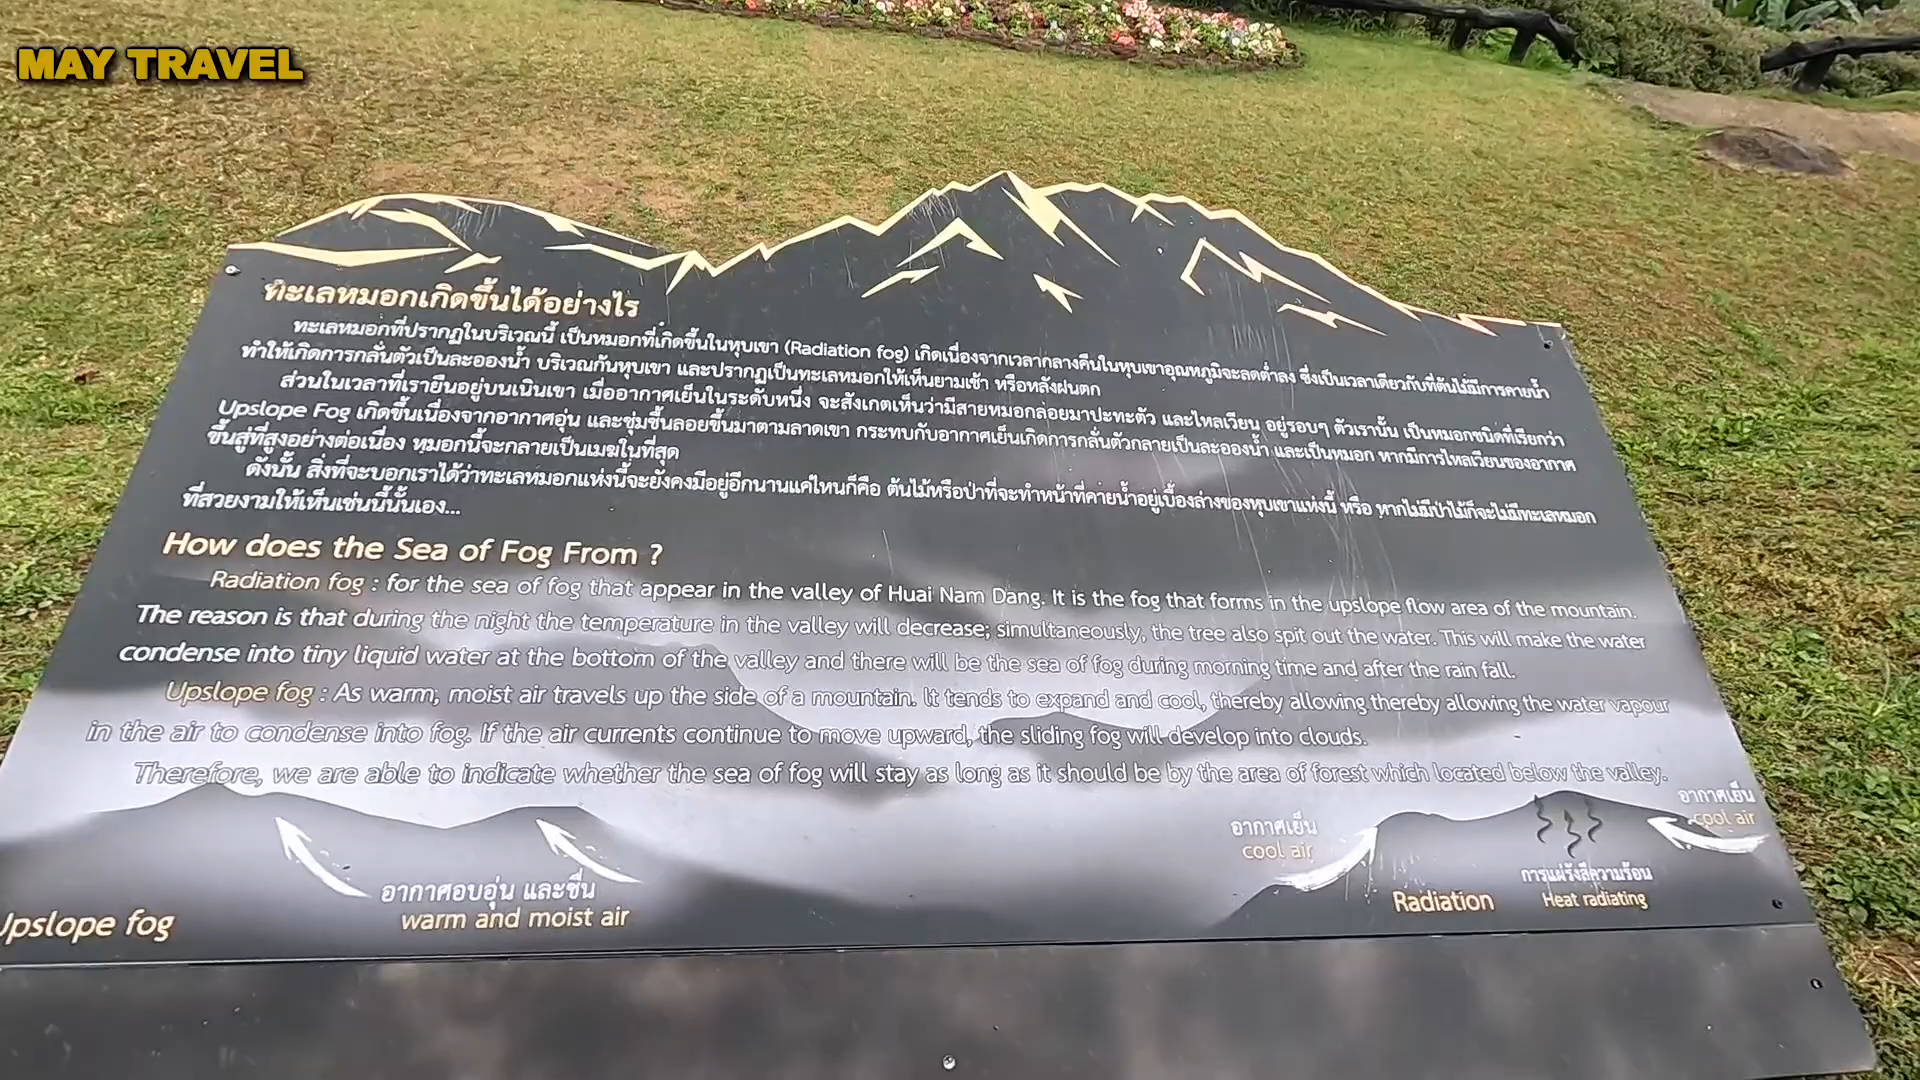 MAY TRAVEL
ทะเลหมอกเกิดขึ้นได้อย่างไร
ทะเลหมอกที่ปรากฏในบริเวณนี้ เป็นหมอกที่เกิดขึ้นในหุบเขา (Radiation fog) เกิดเนื่องจากเวลากลางคืนในหุบเขาอุณหภูมิจะลดต่ำลง ซึ่งเป็นเวลาเดียวกับที่ต้นไม้มีการคายน้ำ
ทำให้เกิดการกลั่นตัวเป็นละอองน้ำ บริเวณก้นหุบเขา และปรากฏเป็นทะเลหมอกให้เห็นยามเช้า หรือหลังฝนตก
ส่วนในเวลาที่เรายืนอยู่บนเนินเขา เมื่ออากาศเย็นในระดับหนึ่ง จะสังเกตเห็นว่ามีสายหมอกลอยมาปะทะตัว และไหลเวียน อยู่รอบๆ ตัวเรานั้น เป็นหมอกชนิดที่เรียกว่า
Upslope Fog เกิดขึ้นเนื่องจากอากาศอุ่น และชุ่มชื้นลอยขึ้นมาตามลาดเขา กระทบกับอากาศเย็นเกิดการกลั่นตัวกลายเป็นละอองน้ำ และเป็นหมอก หากมีการไหลเวียนของอากาศ
ขึ้นสู่ที่สูงอย่างต่อเนื่อง หมอกนี้จะกลายเป็นเมฆในที่สุด
ดังนั้น สิ่งที่จะบอกเราได้ว่าทะเลหมอกแห่งนี้จะยังคงมีอยู่อีกนานแค่ไหนก็คือ ต้นไม้หรือป่าที่จะทำหน้าที่คายน้ำอยู่เบื้องล่างของหุบเขาแห่งนี้ หรือ หากไม่มีป่าไม้ก็จะไม่มีทะเลหมอก
ที่สวยงามให้เห็นเช่นนี้นั้นเอง...
How does the Sea of Fog From ?
Radiation fog : for the sea of fog that appear in the valley of Huai Nam Dang. It is the fog that forms in the upslope flow area of the mountain.
The reason is that during the night the temperature in the valley will decrease; simultaneously, the tree also spit out the water. This will make the water
condense into tiny liquid water at the bottom of the valley and there will be the sea of fog during morning time and after the rain fall.
Upslope fog : As warm, moist air travels up the side of a mountain. It tends to expand and cool, thereby allowing thereby allowing the water vapour
in the air to condense into fog. If the air currents continue to move upward, the sliding fog will develop into clouds.
Therefore, we are able to indicate whether the sea of fog will stay as long as it should be by the area of forest which located below the valley.
อากาศเย็น
cool air
อากาศเย็น
cool air
การแผ่รังสีความร้อน
Heat radiating
Radiation
อากาศอบอุ่น และชื้น
warm and moist air
Upslope fog